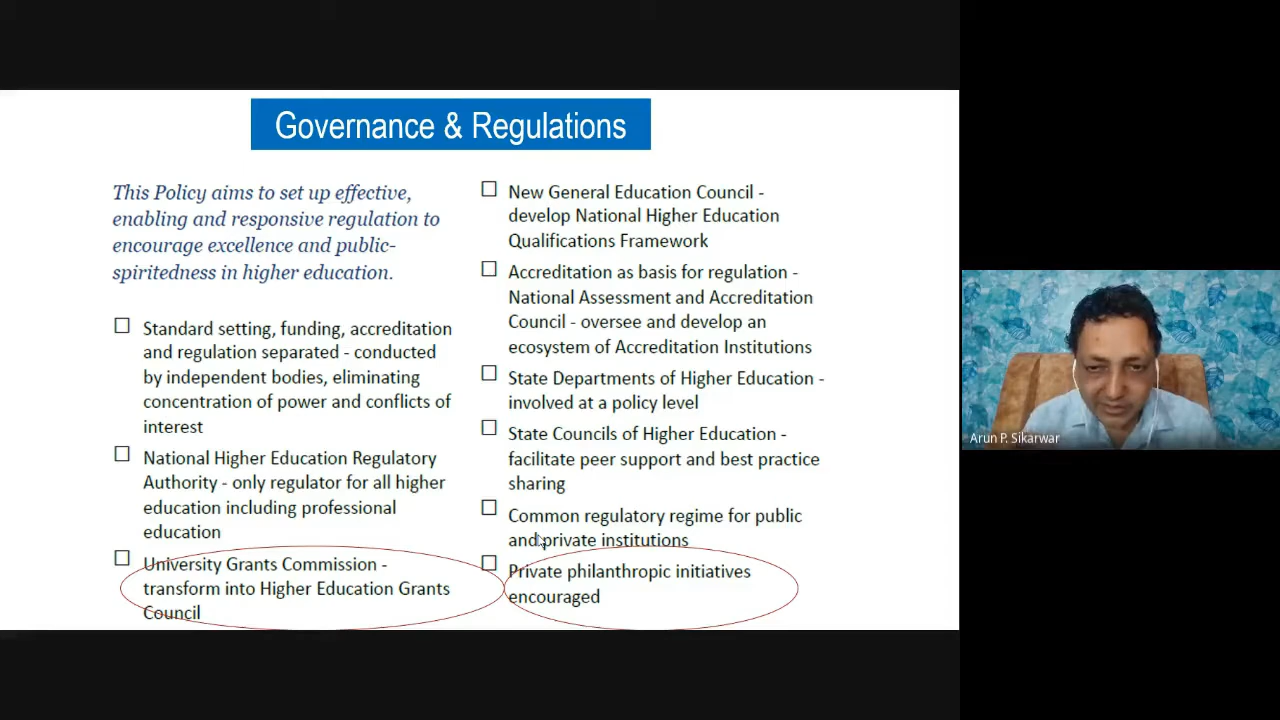 Governance & Regulations
This Policy aims to set up effective,
enabling and responsive regulation to
encourage excellence and public-
spiritedness in higher education.
Standard setting, funding, accreditation
and regulation separated - conducted
by independent bodies, eliminating
concentration of power and conflicts of
interest
National Higher Education Regulatory
Authority - only regulator for all higher
education including professional
education
University Grants Commission -
transform into Higher Education Grants
Council
New General Education Council -
develop National Higher Education
Qualifications Framework
Accreditation as basis for regulation -
National Assessment and Accreditation
Council - oversee and develop an
ecosystem of Accreditation Institutions
State Departments of Higher Education -
involved at a policy level
State Councils of Higher Education -
facilitate peer support and best practice
sharing
Common regulatory regime for public
and private institutions
Private philanthropic initiatives
encouraged
Arun P. Sikarwar